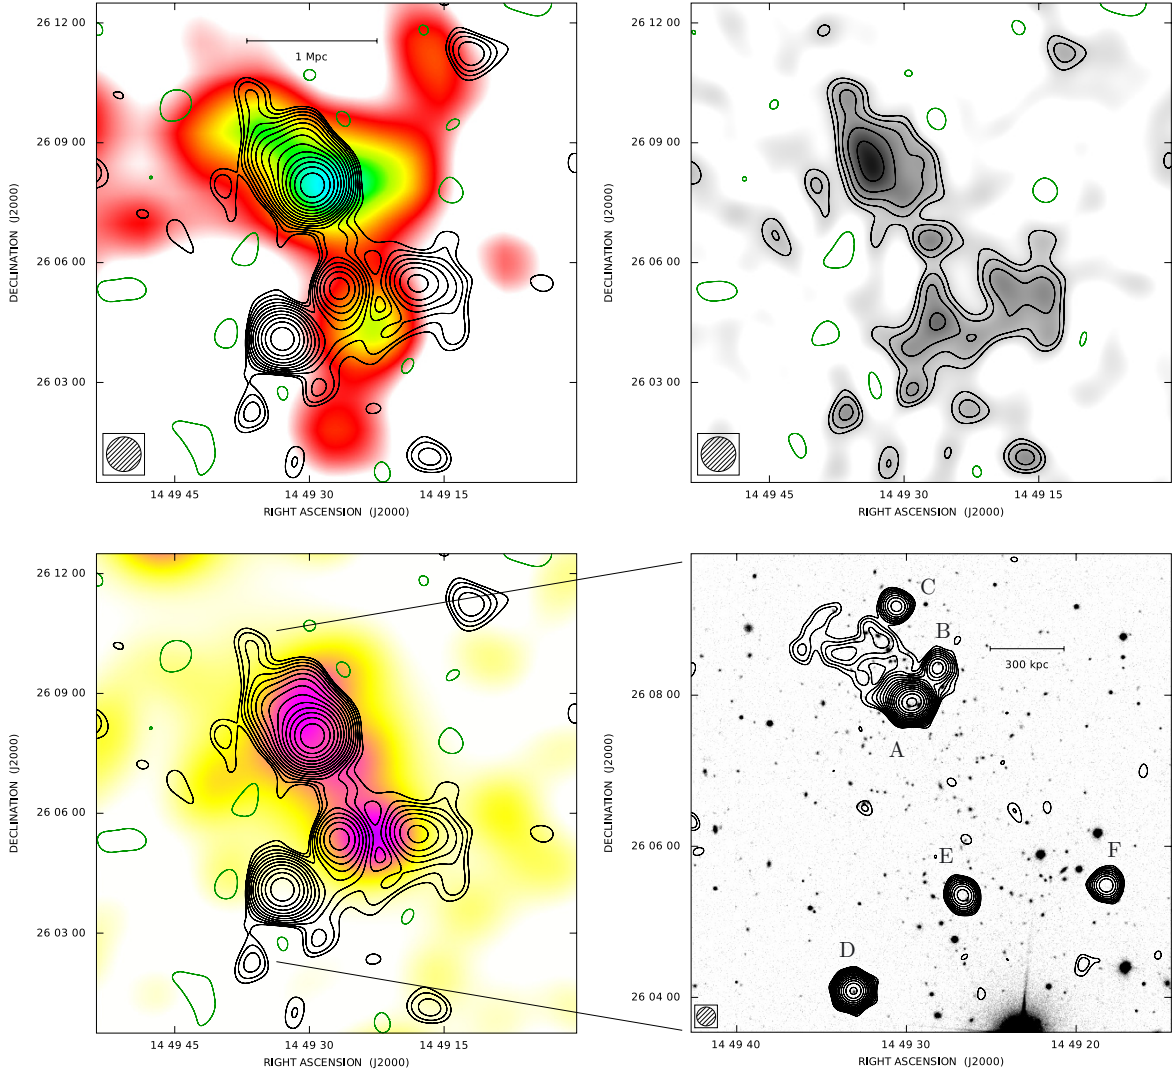 26 12 00
26 09 00
26 06 00
26 03 00
DECLINATION (J2000)
1 Mpc
14 49 45
14 49 30
14 49 15
RIGHT ASCENSION (J2000)
26 12 00
26 09 00
26 06 00
26 03 00
DECLINATION (J2000)
14 49 45
14 49 30
14 49 15
RIGHT ASCENSION (J2000)
26 12 00
26 09 00
26 06 00
26 03 00
DECLINATION (J2000)
14 49 45
14 49 30
14 49 15
RIGHT ASCENSION (J2000)
26 08 00
26 06 00
26 04 00
DECLINATION (J2000)
C
B
300 kpc
A
E
F
D
14 49 40
14 49 30
14 49 20
RIGHT ASCENSION (J2000)